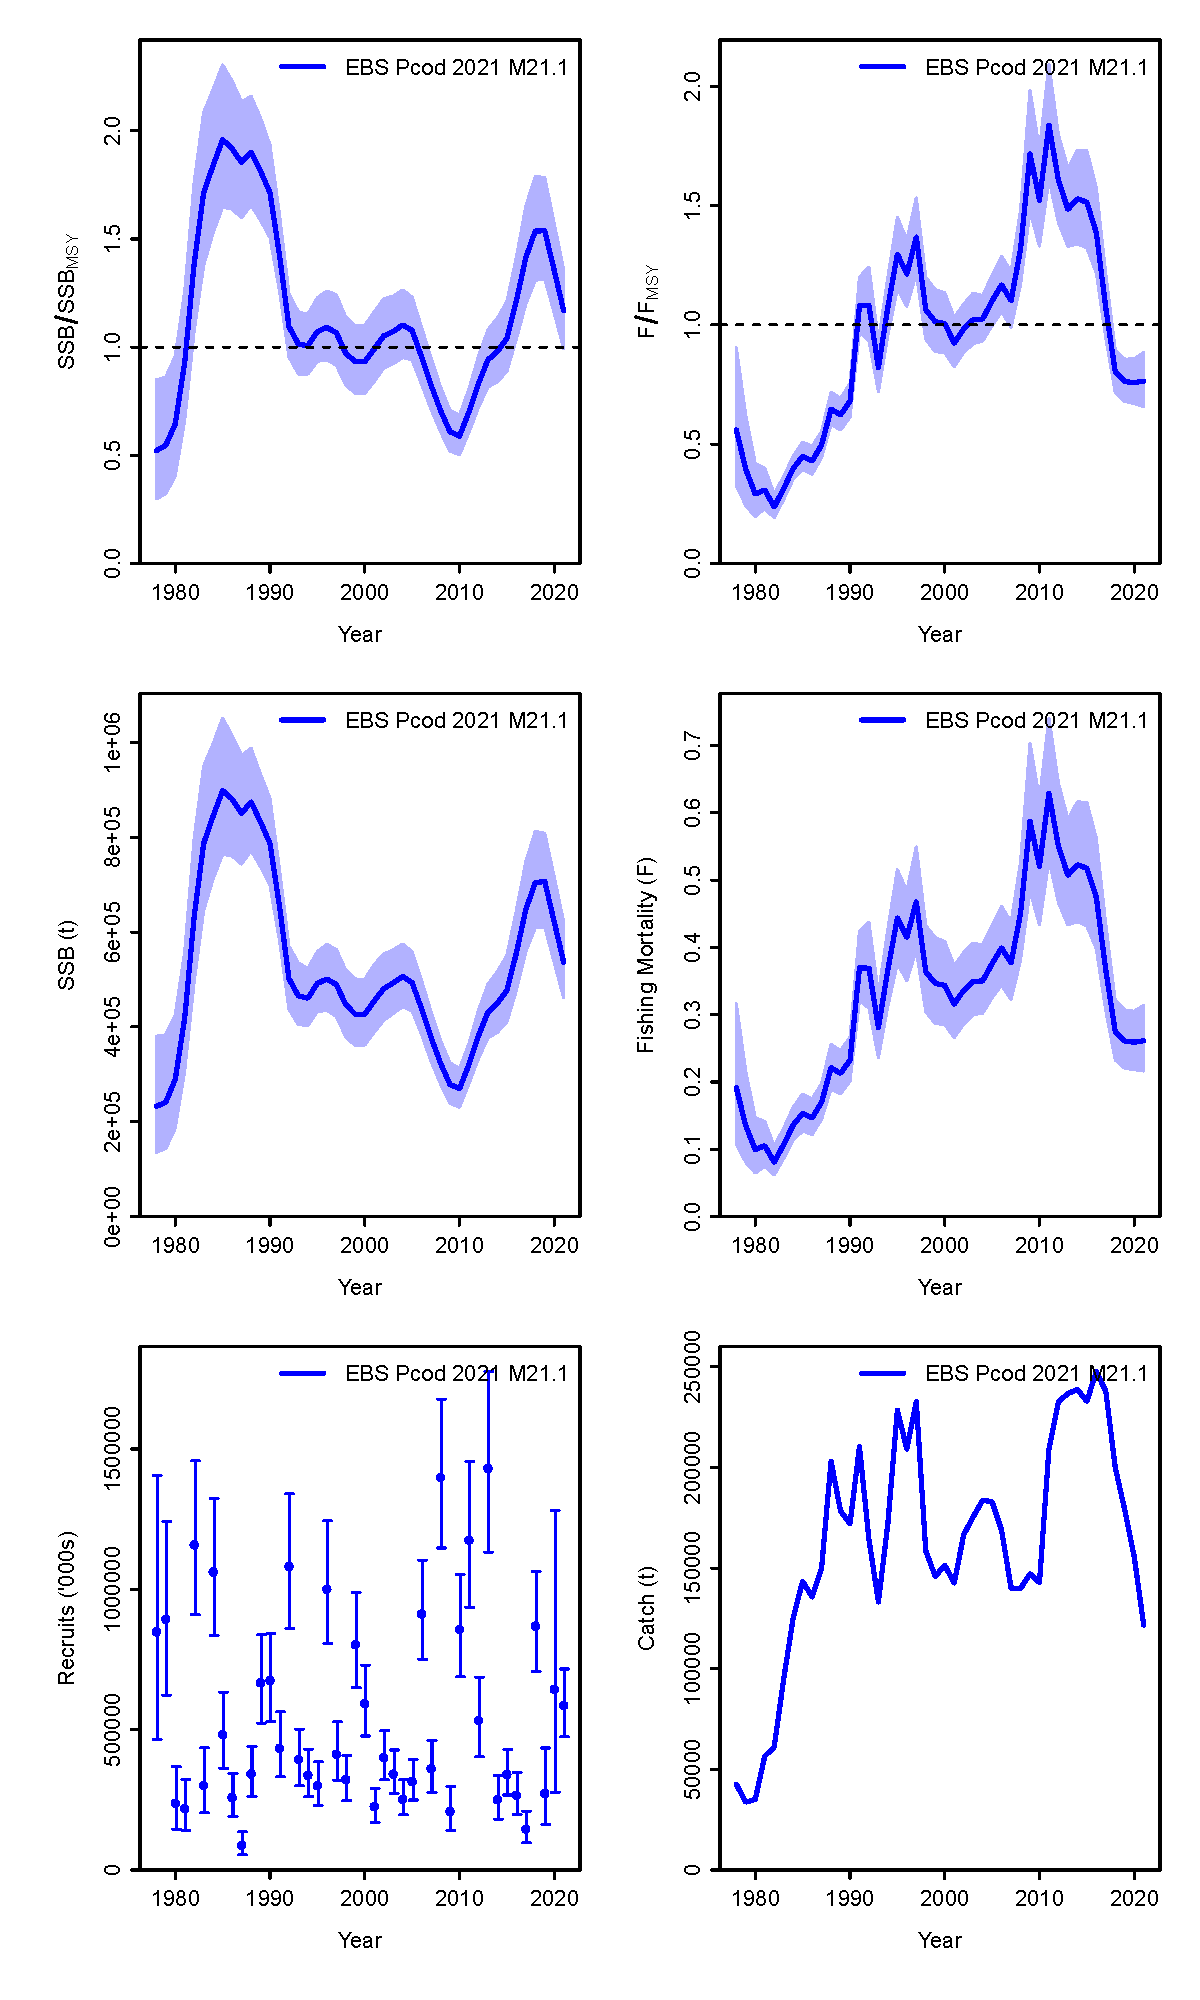 EBS Pcod 2021 M21.1
SSB/SSBMSY
0.0 0.5 1.0 1.5 2.0
1980 1990 2000 2010 2020
Year
EBS Pcod 2021 M21.1
F/FMSY
0.0 0.5 1.0 1.5 2.0
1980 1990 2000 2010 2020
Year
EBS Pcod 2021 M21.1
SSB (t)
0e+00 2e+05 4e+05 6e+05 8e+05 1e+06
1980 1990 2000 2010 2020
Year
EBS Pcod 2021 M21.1
Fishing Mortality (F)
0.0 0.1 0.2 0.3 0.4 0.5 0.6 0.7
1980 1990 2000 2010 2020
Year
EBS Pcod 2021 M21.1
Recruits ('000s)
0 500000 1000000 1500000
1980 1990 2000 2010 2020
Year
EBS Pcod 2021 M21.1
Catch (t)
0 50000 100000 150000 200000 250000
1980 1990 2000 2010 2020
Year